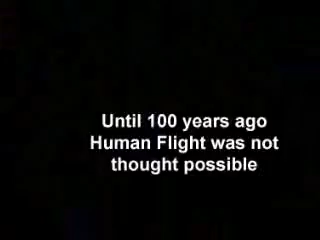 Until 100 years ago
Human Flight was not
thought possible